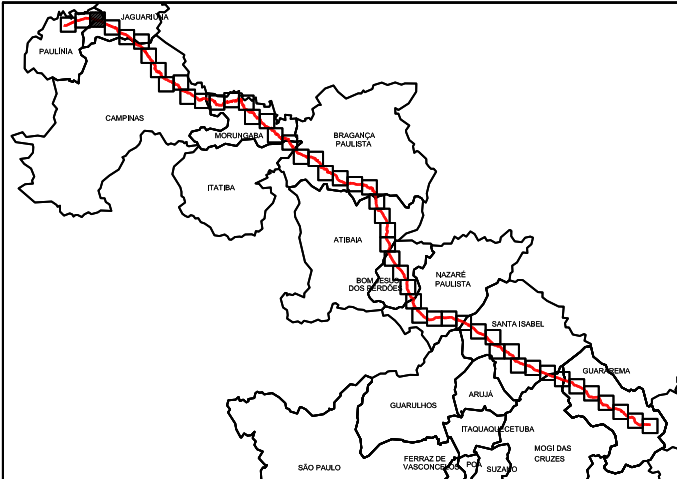 JAGUARIÚNA
PAULÍNIA
CAMPINAS
MORUNGABA
BRAGANÇA
PAULISTA
ITATIBA
ATIBAIA
BOM JESUS
DOS PERDÕES
NAZARÉ
PAULISTA
SANTA ISABEL
GUARAREMA
ARUJÁ
GUARULHOS
ITAQUAQUECETUBA
MOGI DAS
CRUZES
FERRAZ DE
VASCONCELOS
POÁ
SUZANO
SÃO PAULO